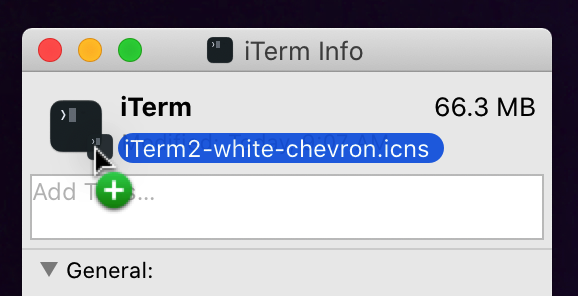 iTerm Info
iTerm 66.3 MB
iTerm2-white-chevron.icns
Add T
General: